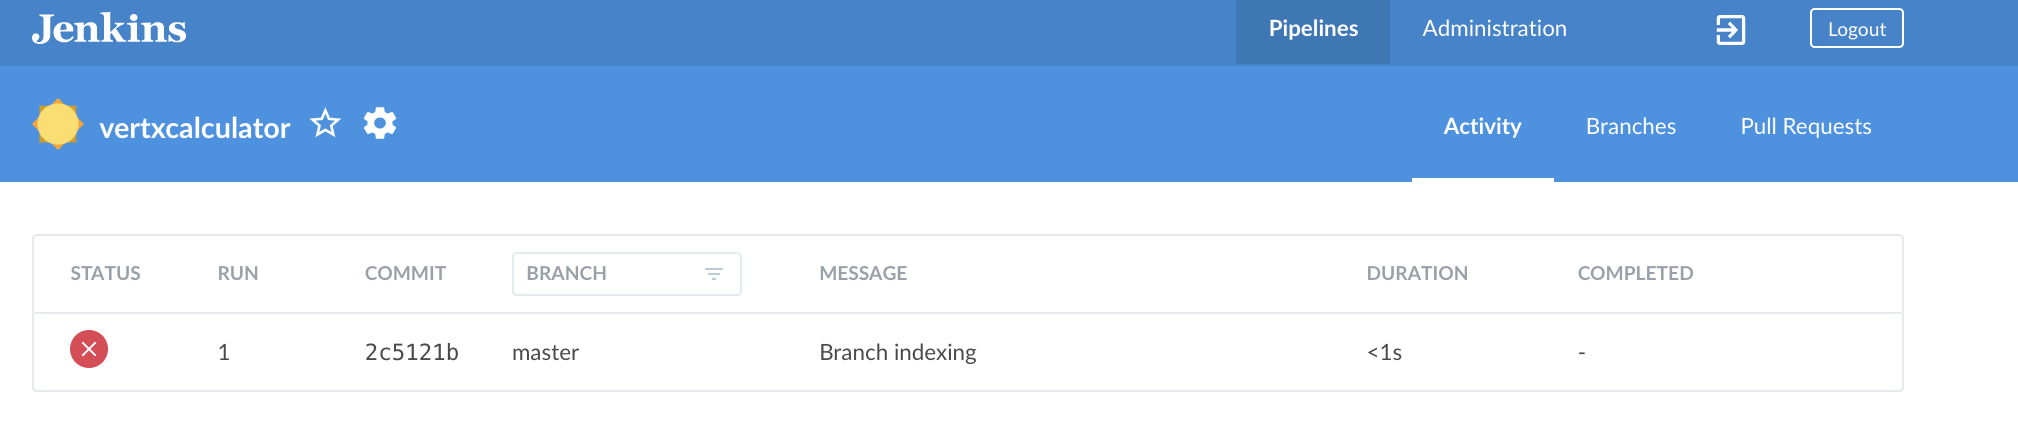 Jenkins Pipelines Administration Logout
vertxcalculator Activity Branches Pull Requests
STATUS RUN COMMIT BRANCH MESSAGE DURATION COMPLETED
1 2c5121b master Branch indexing <1s -